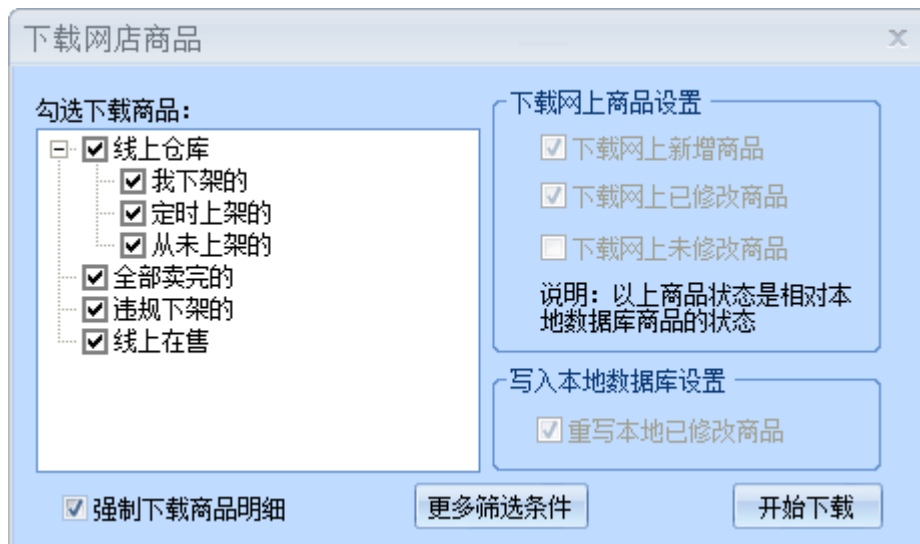 下载网店商品
勾选下载商品：
线上仓库
我下架的
定时上架的
从未上架的
全部卖完的
违规下架的
线上在售
下载网上商品设置
下载网上新增商品
下载网上已修改商品
下载网上未修改商品
说明：以上商品状态是相对本
地数据库商品的状态
写入本地数据库设置
重写本地已修改商品
强制下载商品明细
更多筛选条件
开始下载